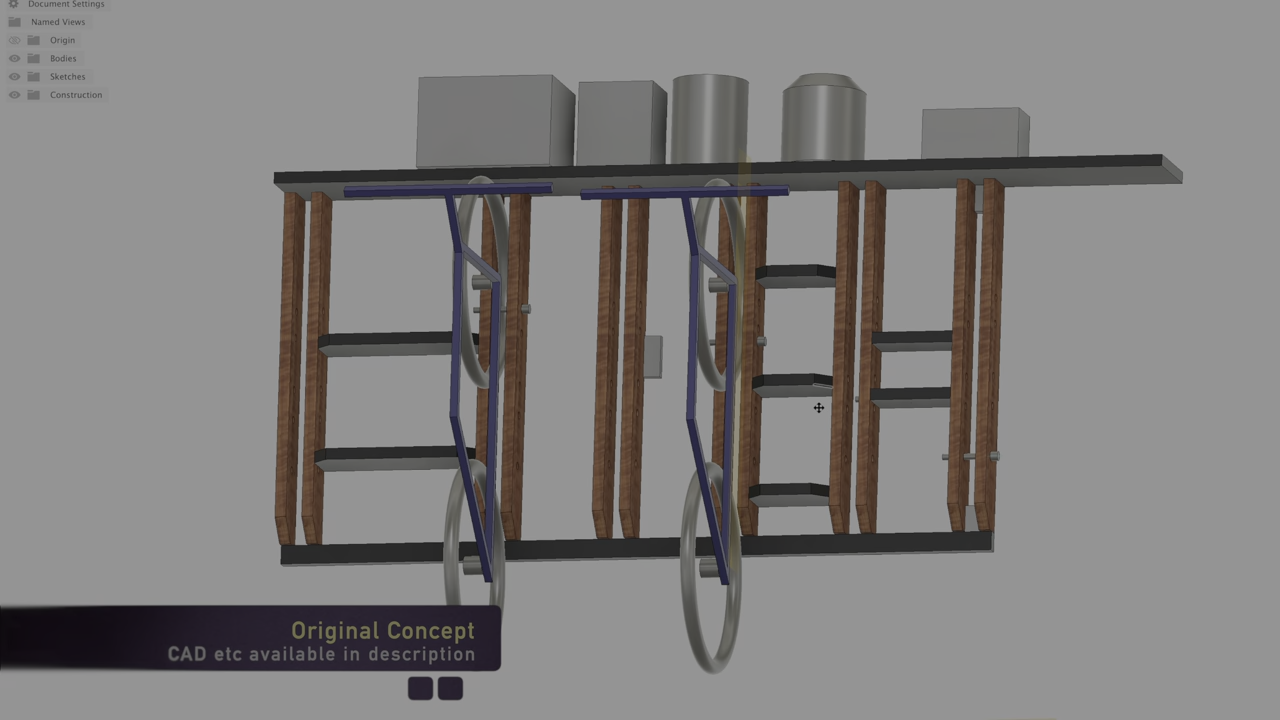 Document Settings
Named Views
Origin
Bodies
Sketches
Construction
Original Concept
CAD etc available in description